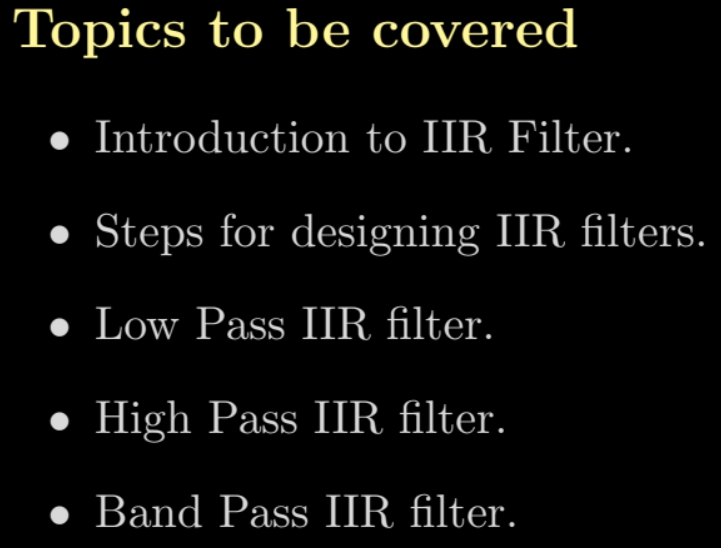 Topics to be covered
• Introduction to IIR Filter.
• Steps for designing IIR filters.
• Low Pass IIR filter.
• High Pass IIR filter.
• Band Pass IIR filter.